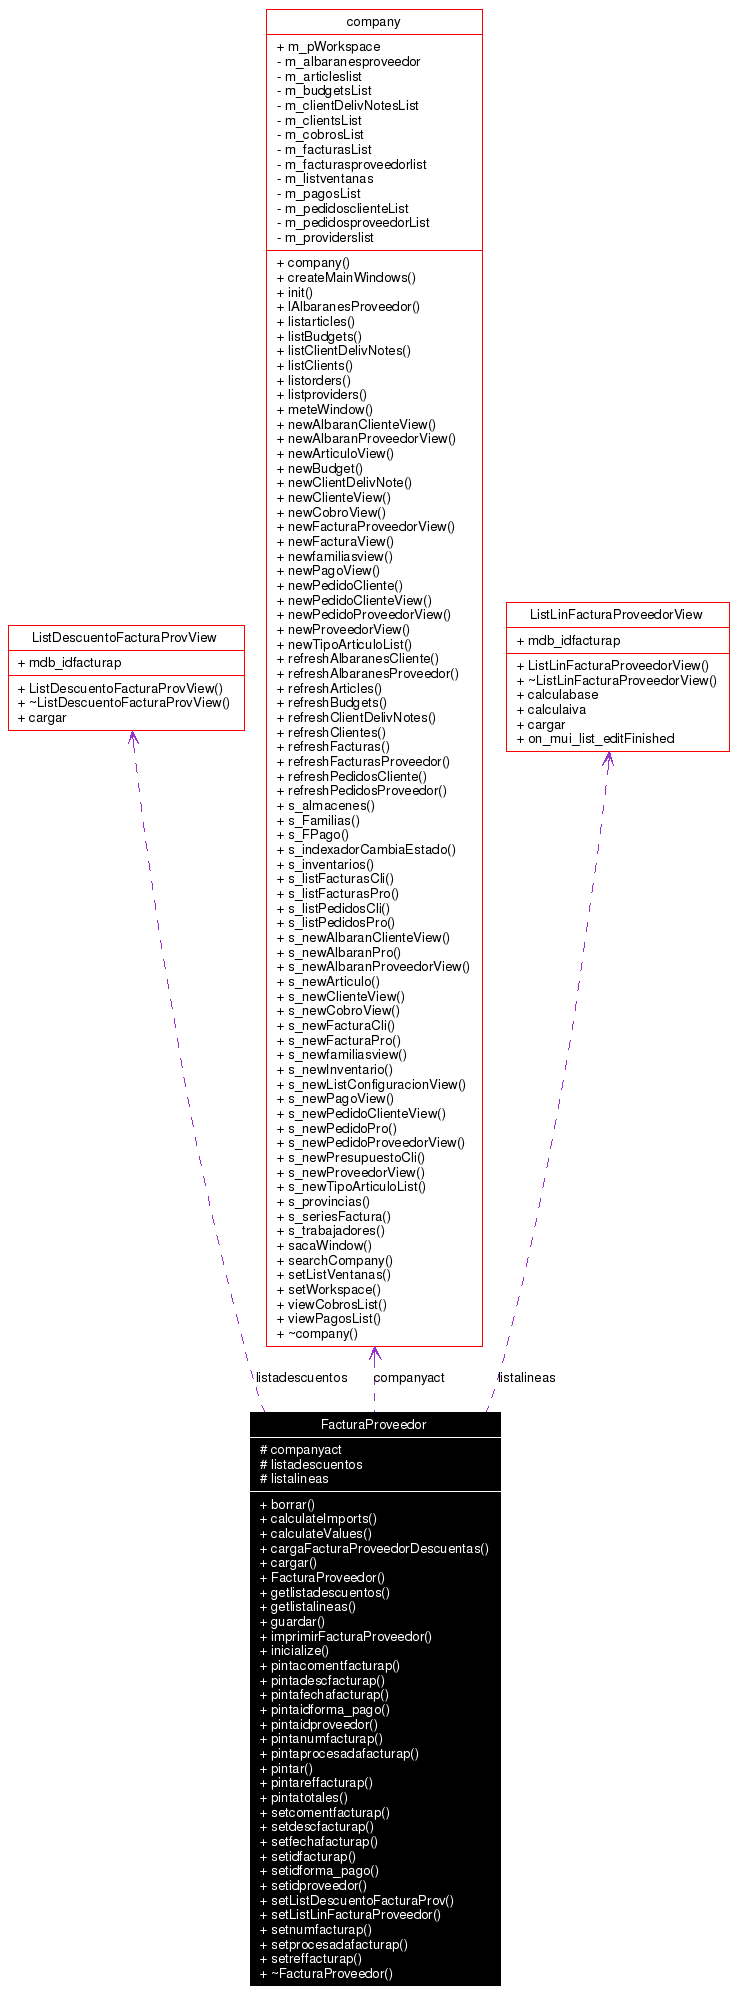 company
+ m_pWorkspace
- m_albaranesproveedor
- m_articleslist
- m_budgetsList
- m_clientDelivNotesList
- m_clientsList
- m_cobrosList
- m_facturasList
- m_facturasproveedorlist
- m_listventanas
- m_pagosList
- m_pedidosclienteList
- m_pedidosproveedorList
- m_providerslist
+ company()
+ createMainWindows()
+ init()
+ lAlbaranesProveedor()
+ listarticles()
+ listBudgets()
+ listClientDelivNotes()
+ listClients()
+ listorders()
+ listproviders()
+ meteWindow()
+ newAlbaranClienteView()
+ newAlbaranProveedorView()
+ newArticuloView()
+ newBudget()
+ newClientDelivNote()
+ newClienteView()
+ newCobroView()
+ newFacturaProveedorView()
+ newFacturaView()
+ newfamiliasview()
+ newPagoView()
+ newPedidoCliente()
+ newPedidoClienteView()
+ newPedidoProveedorView()
+ newProveedorView()
+ newTipoArticuloList()
+ refreshAlbaranesCliente()
+ refreshAlbaranesProveedor()
+ refreshArticles()
+ refreshBudgets()
+ refreshClientDelivNotes()
+ refreshClientes()
+ refreshFacturas()
+ refreshFacturasProveedor()
+ refreshPedidosCliente()
+ refreshPedidosProveedor()
+ s_almacenes()
+ s_Familias()
+ s_FPago()
+ s_indexadorCambiaEstado()
+ s_inventarios()
+ s_listFacturasCli()
+ s_listFacturasPro()
+ s_listPedidosCli()
+ s_listPedidosPro()
+ s_newAlbaranClienteView()
+ s_newAlbaranPro()
+ s_newAlbaranProveedorView()
+ s_newArticulo()
+ s_newClienteView()
+ s_newCobroView()
+ s_newFacturaCli()
+ s_newFacturaPro()
+ s_newfamiliasview()
+ s_newInventario()
+ s_newListConfiguracionView()
+ s_newPagoView()
+ s_newPedidoClienteView()
+ s_newPedidoPro()
+ s_newPedidoProveedorView()
+ s_newPresupuestoCli()
+ s_newProveedorView()
+ s_newTipoArticuloList()
+ s_provincias()
+ s_seriesFactura()
+ s_trabajadores()
+ sacaWindow()
+ searchCompany()
+ setListVentanas()
+ setWorkspace()
+ viewCobrosList()
+ viewPagosList()
+ ~company()
ListDescuentoFacturaProvView
+ mdb_idfacturap
+ ListDescuentoFacturaProvView()
+ ~ListDescuentoFacturaProvView()
+ cargar
ListLinFacturaProveedorView
+ mdb_idfacturap
+ ListLinFacturaProveedorView()
+ ~ListLinFacturaProveedorView()
+ calculabase
+ calculaiva
+ cargar
+ on_mui_list_editFinished
listadescuentos
companyact
listalineas
FacturaProveedor
# companyact
# listadescuentos
# listalineas
+ borrar()
+ calculateImports()
+ calculateValues()
+ cargaFacturaProveedorDescuentas()
+ cargar()
+ FacturaProveedor()
+ getlistadescuentos()
+ getlistalineas()
+ guardar()
+ imprimirFacturaProveedor()
+ inicialize()
+ pintacomentfacturap()
+ pintadescfacturap()
+ pintafechafacturap()
+ pintaidforma_pago()
+ pintaidproveedor()
+ pintanumfacturap()
+ pintaprocesadafacturap()
+ pintar()
+ pintareffacturap()
+ pintatotales()
+ setcomentfacturap()
+ setdescfacturap()
+ setfechafacturap()
+ setidfacturap()
+ setidforma_pago()
+ setidproveedor()
+ setListDescuentoFacturaProv()
+ setListLinFacturaProveedor()
+ setnumfacturap()
+ setprocesadafacturap()
+ setreffacturap()
+ ~FacturaProveedor()